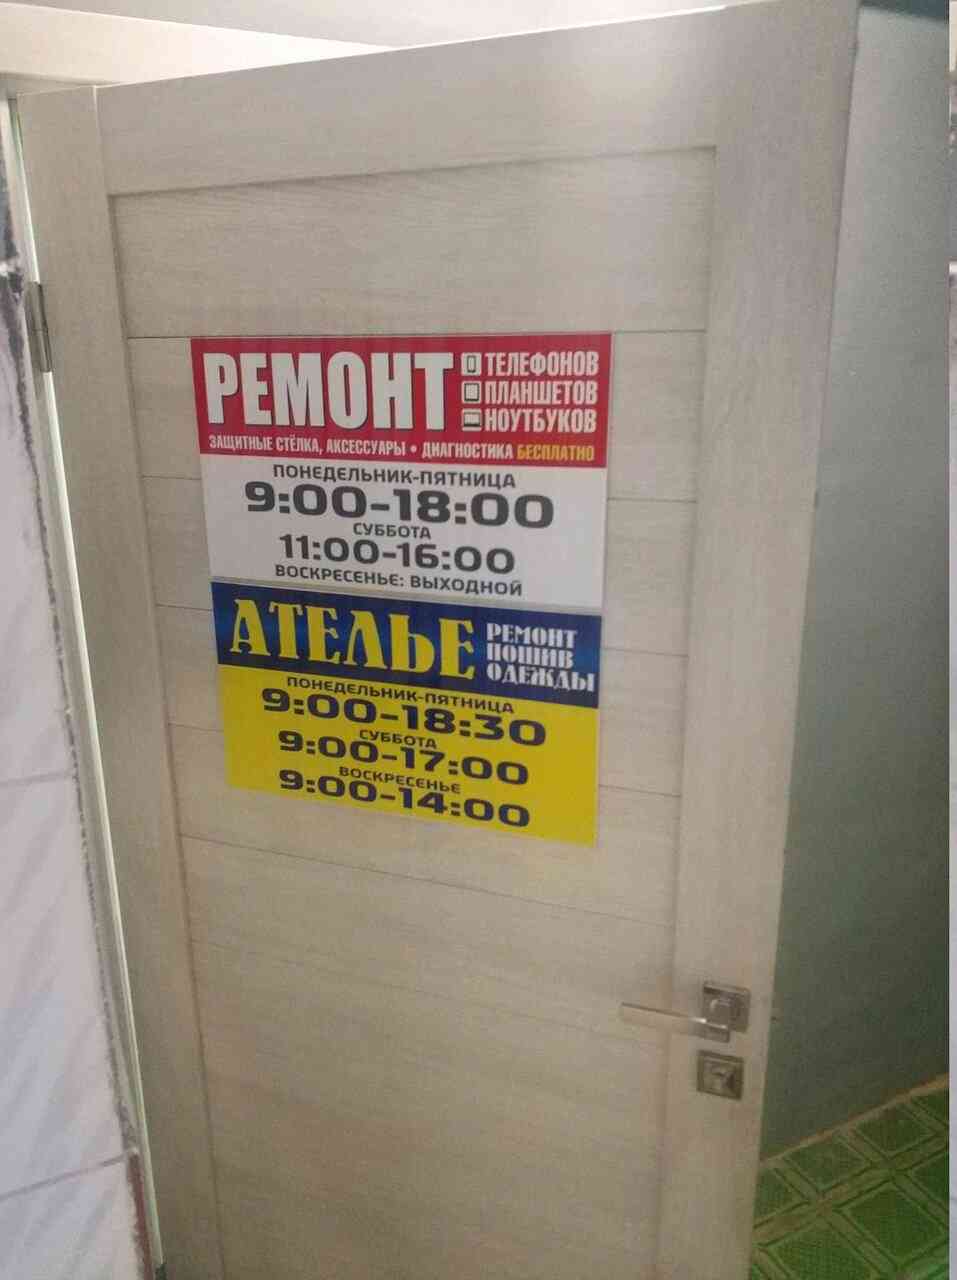 РЕМОНТ
ТЕЛЕФОНОВ
ПЛАНШЕТОВ
НОУТБУКОВ
ЗАЩИТНЫЕ СТЁЛКА, АКСЕССУАРЫ • ДИАГНОСТИКА БЕСПЛАТНО
ПОНЕДЕЛЬНИК-ПЯТНИЦА
9:00-18:00
СУББОТА
11:00-16:00
ВОСКРЕСЕНЬЕ: ВЫХОДНОЙ
АТЕЛЬЕ
РЕМОНТ
ПОШИВ
ОДЕЖДЫ
ПОНЕДЕЛЬНИК-ПЯТНИЦА
9:00-18:30
СУББОТА
9:00-17:00
ВОСКРЕСЕНЬЕ
9:00-14:00